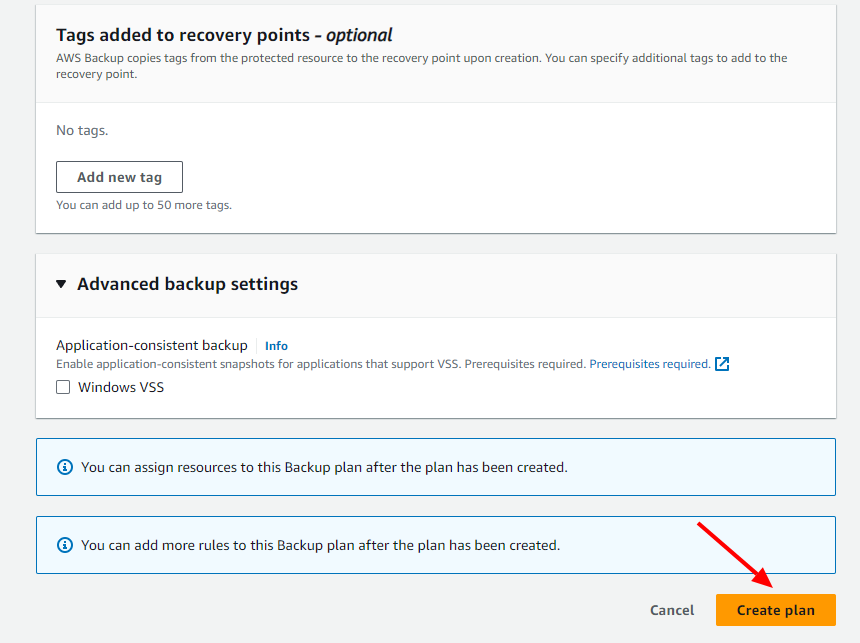 Tags added to recovery points - optional
AWS Backup copies tags from the protected resource to the recovery point upon creation. You can specify additional tags to add to the
recovery point.
No tags.
Add new tag
You can add up to 50 more tags.
Advanced backup settings
Application-consistent backup Info
Enable application-consistent snapshots for applications that support VSS. Prerequisites required. Prerequisites required.
Windows VSS
You can assign resources to this Backup plan after the plan has been created.
You can add more rules to this Backup plan after the plan has been created.
Cancel Create plan